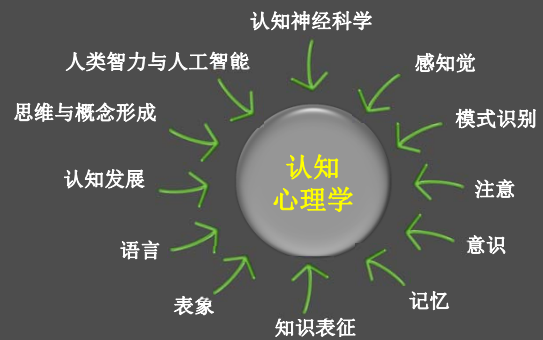 认知神经科学
人类智力与人工智能
感知觉
思维与概念形成
模式识别
认知
心理学
认知发展
注意
语言
意识
表象
记忆
知识表征